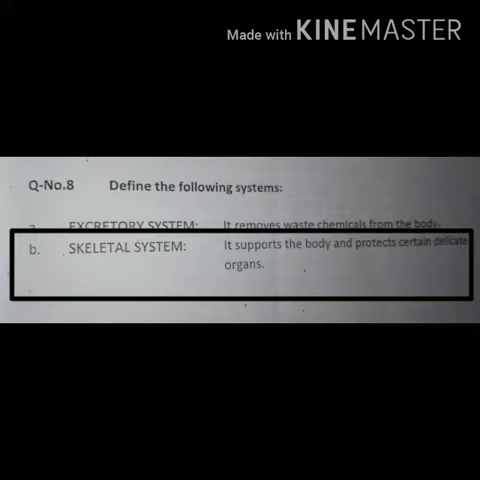 Made with KINEMASTER
Q-No.8 Define the following systems:
a. EXCRETORY SYSTEM: It removes waste chemicals from the body.
b. SKELETAL SYSTEM: It supports the body and protects certain delicate
organs.